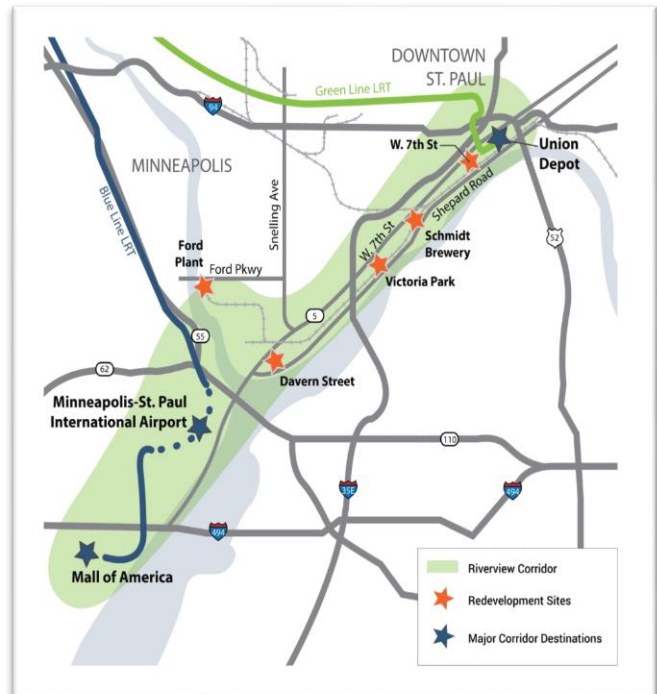 DOWNTOWN
ST. PAUL
Green Line LRT
94
W. 7th St
Union
Depot
MINNEAPOLIS
Shepard Road
Blue Line LRT
Snelling Ave
W. 7th St
Schmidt
Brewery
52
Ford
Plant
Ford Pkwy
Victoria Park
5
55
62
Davern Street
Minneapolis-St. Paul
International Airport
110
35E
494
494
Mall of America
Riverview Corridor
Redevelopment Sites
Major Corridor Destinations